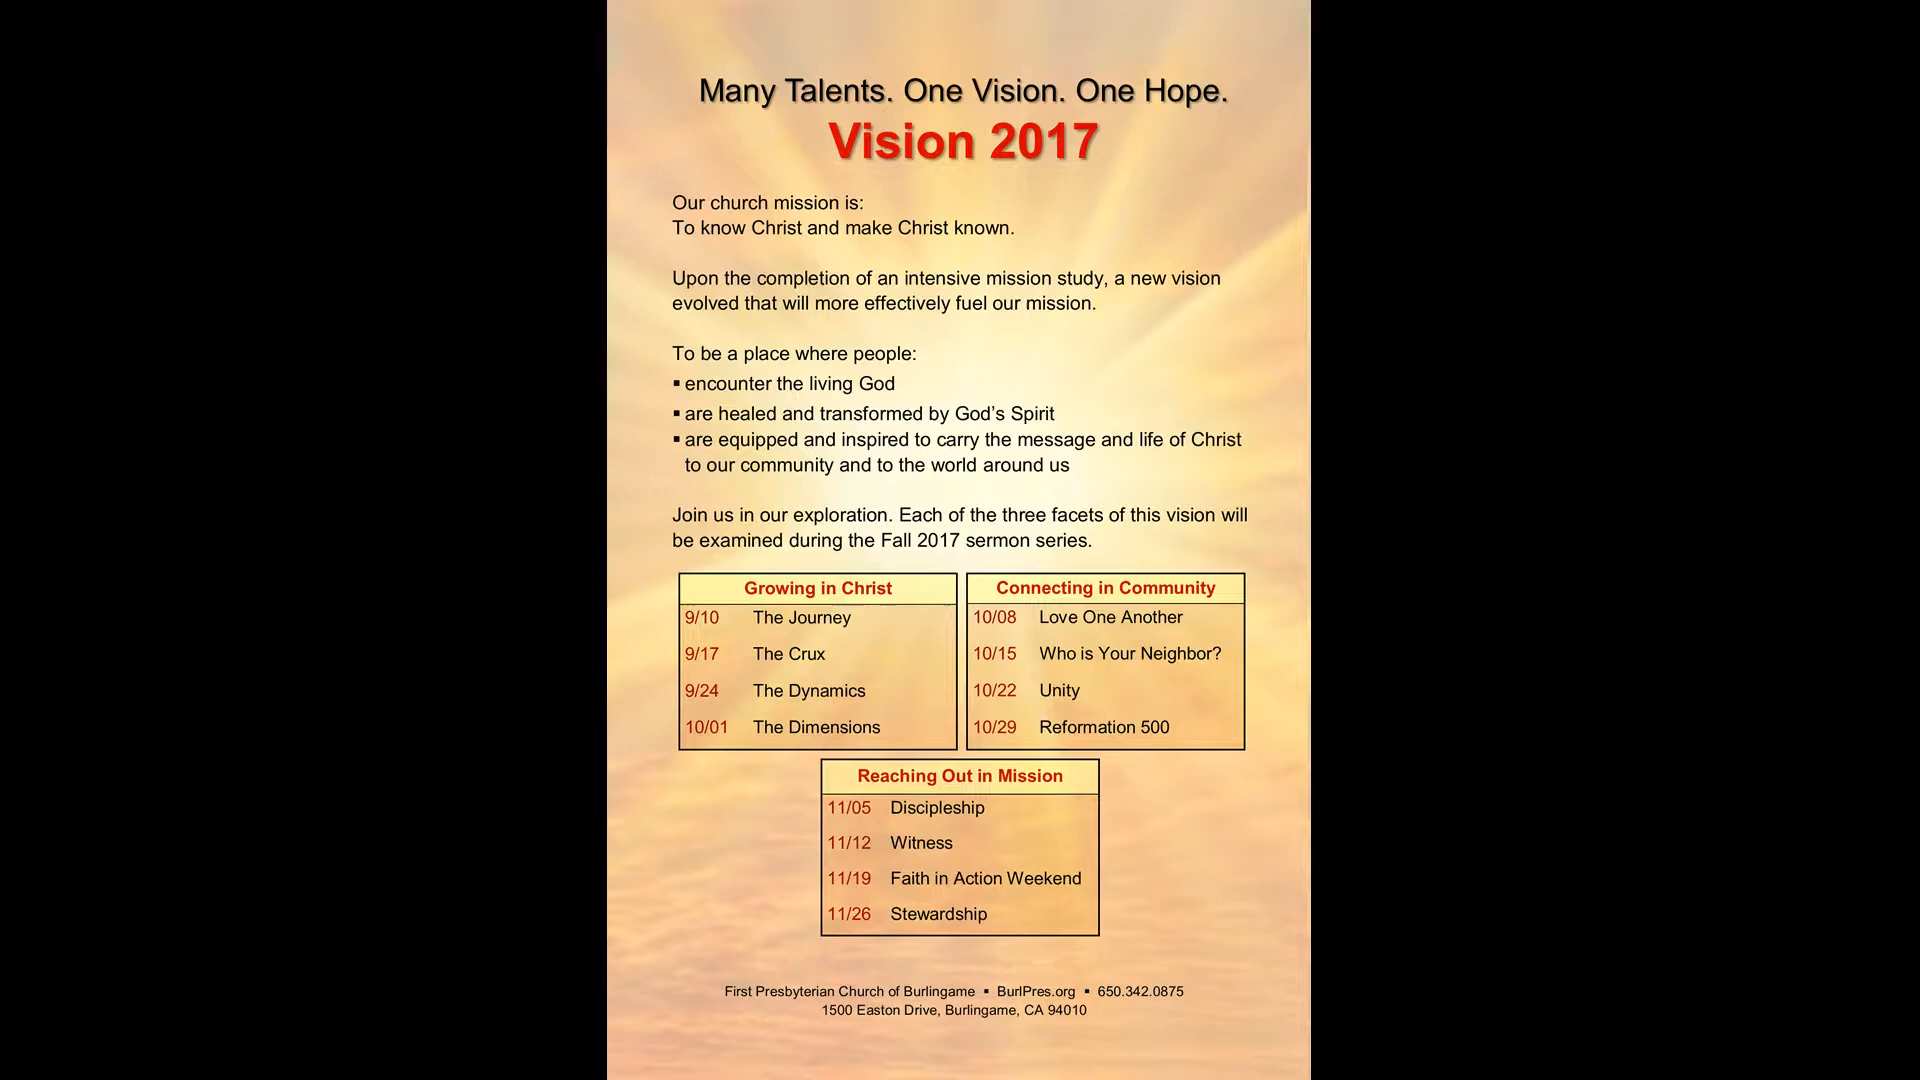 Many Talents. One Vision. One Hope.
Vision 2017
Our church mission is:
To know Christ and make Christ known.
Upon the completion of an intensive mission study, a new vision
evolved that will more effectively fuel our mission.
To be a place where people:
▪ encounter the living God
▪ are healed and transformed by God’s Spirit
▪ are equipped and inspired to carry the message and life of Christ
to our community and to the world around us
Join us in our exploration. Each of the three facets of this vision will
be examined during the Fall 2017 sermon series.
Growing in Christ
9/10 The Journey
9/17 The Crux
9/24 The Dynamics
10/01 The Dimensions
Connecting in Community
10/08 Love One Another
10/15 Who is Your Neighbor?
10/22 Unity
10/29 Reformation 500
Reaching Out in Mission
11/05 Discipleship
11/12 Witness
11/19 Faith in Action Weekend
11/26 Stewardship
First Presbyterian Church of Burlingame ▪ BurlPres.org ▪ 650.342.0875
1500 Easton Drive, Burlingame, CA 94010